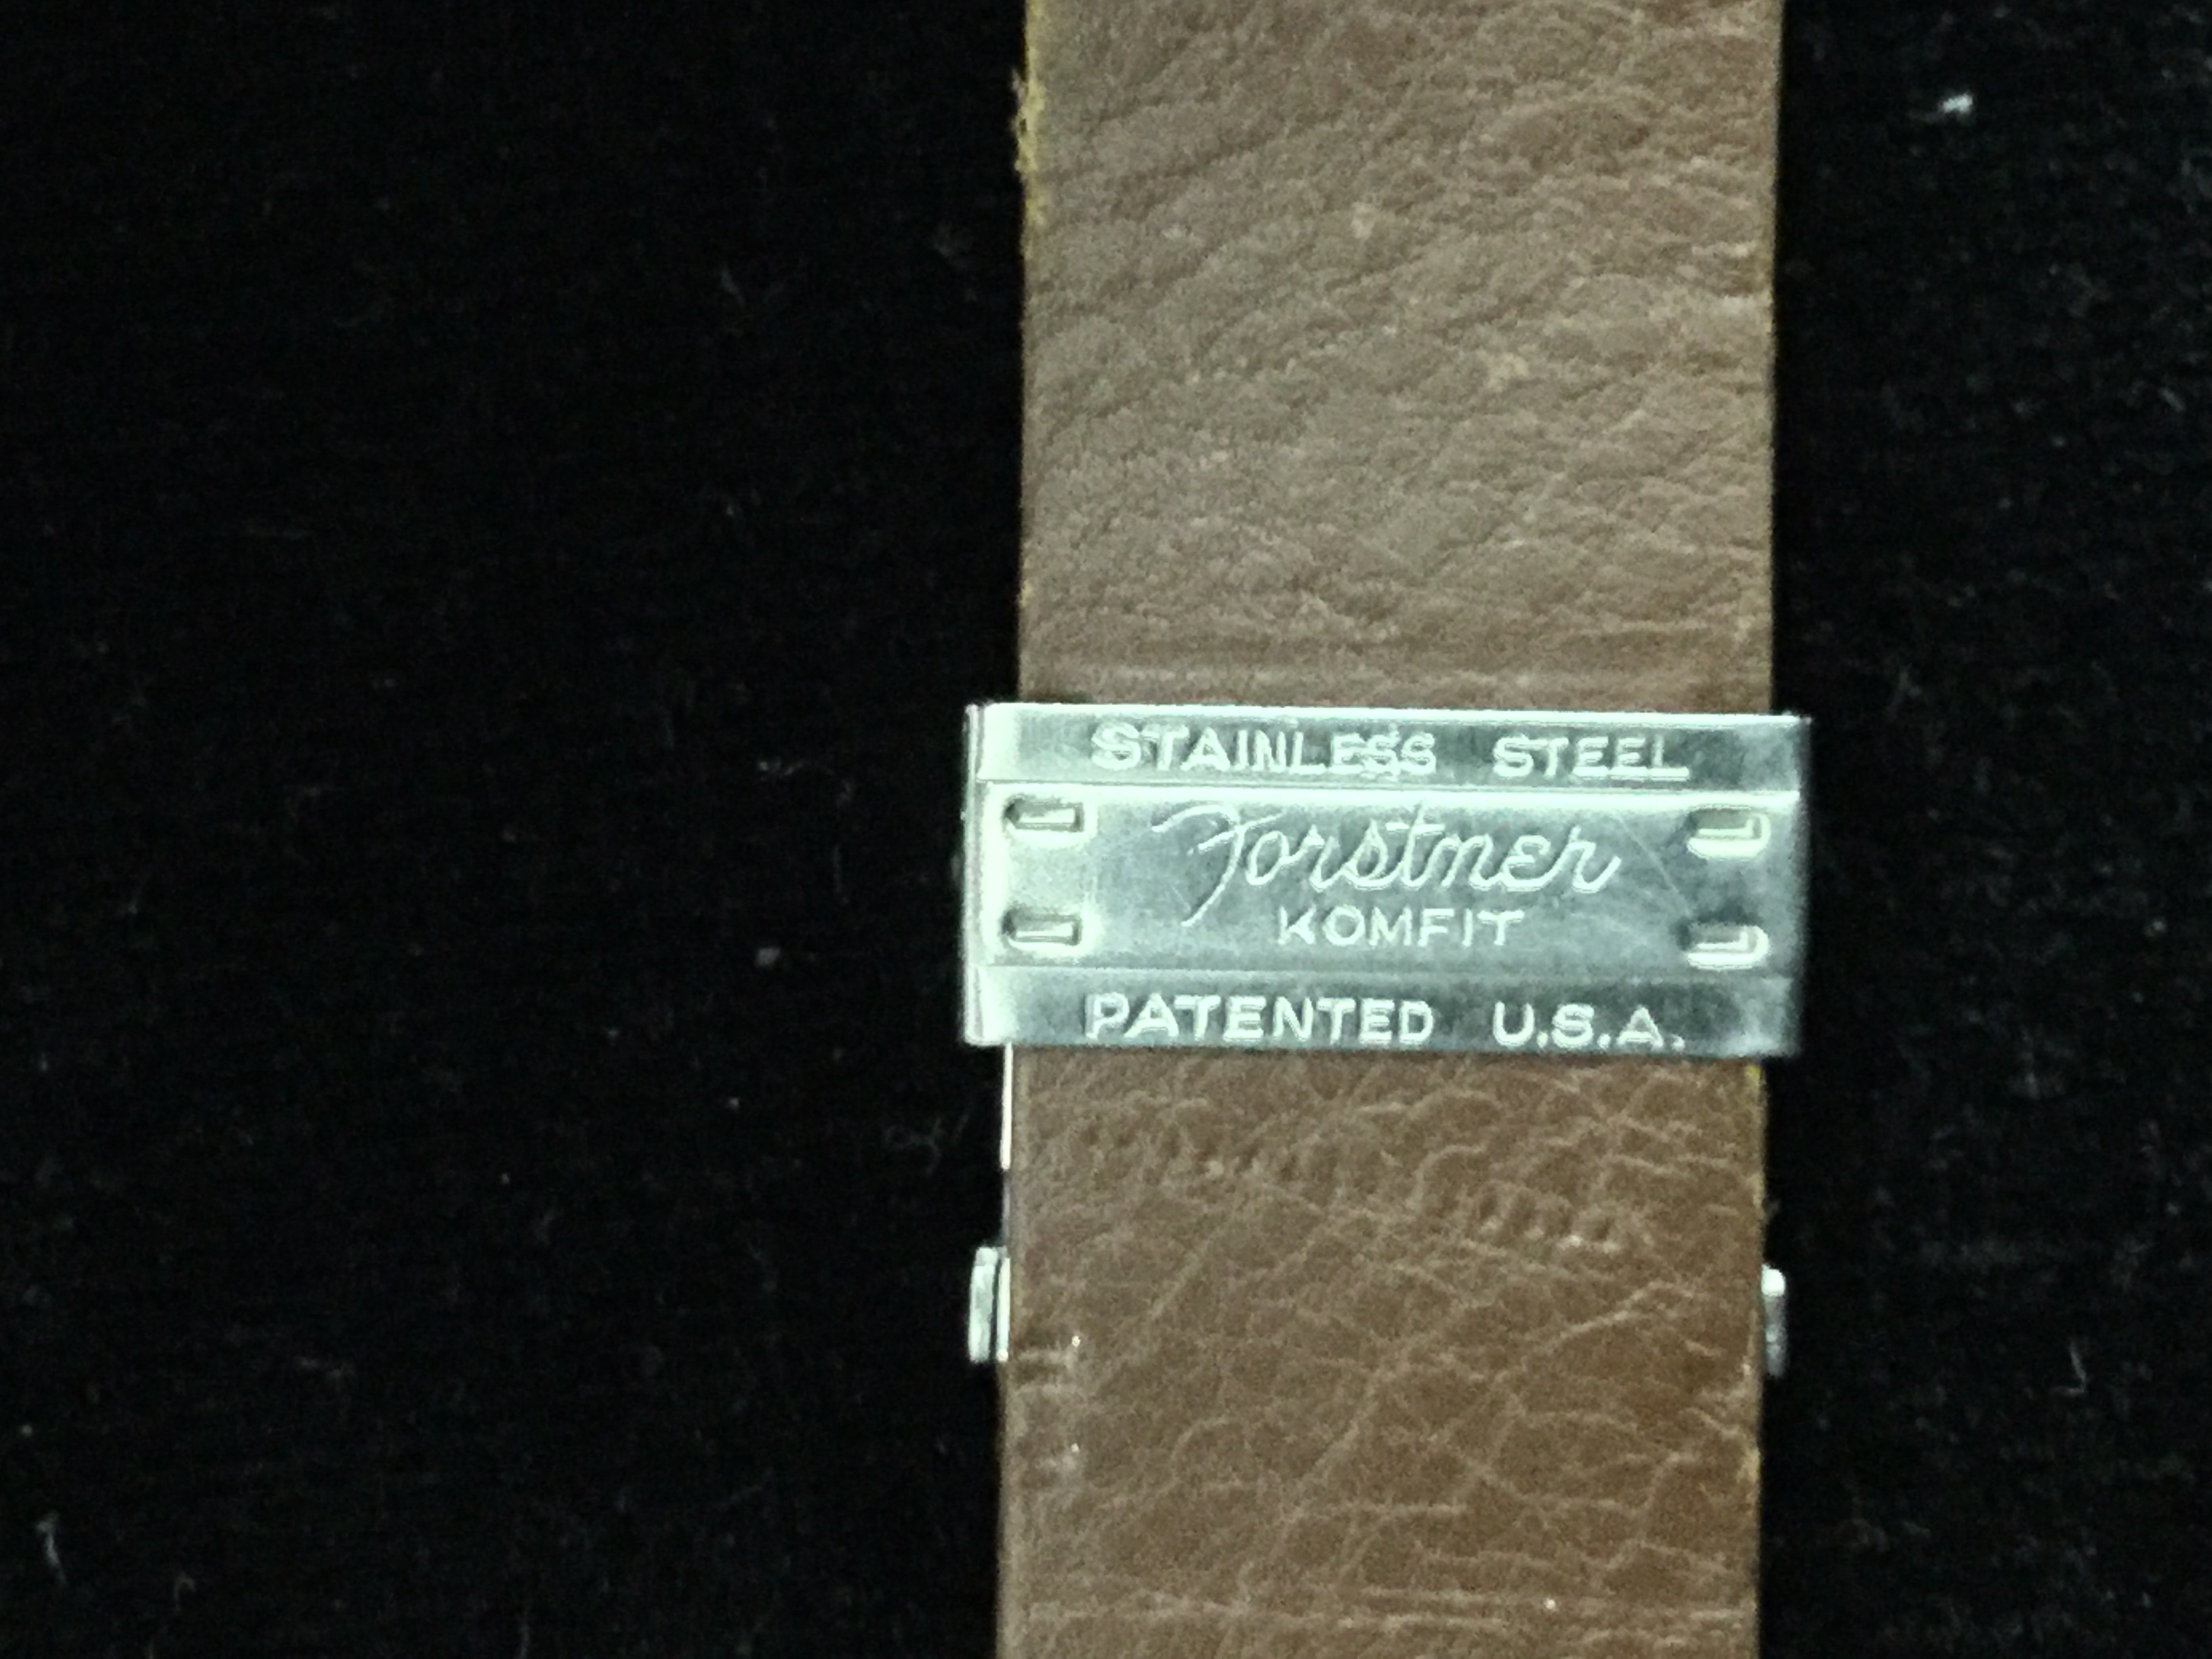 STAINLESS STEEL
Forstner
KOMFIT
PATENTED U.S.A.